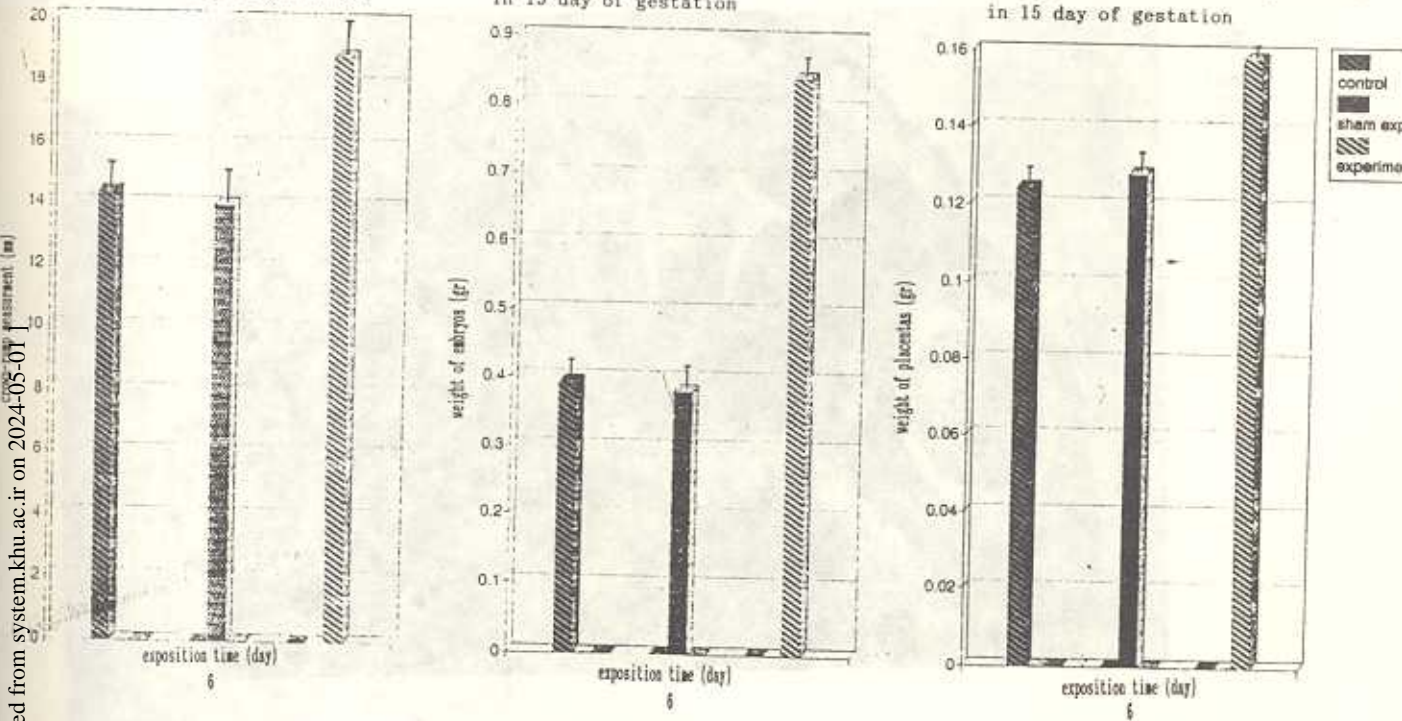 in 15 day of gestation
20
18
16
14
12
10
8
6
4
2
0
measurment (mm)
exposition time (day)
6
in 15 day of gestation
0.9
0.8
0.7
0.6
0.5
0.4
0.3
0.2
0.1
0
weight of embryos (gr)
exposition time (day)
6
0.16
0.14
0.12
0.1
0.08
0.06
0.04
0.02
0
weight of placentas (gr)
exposition time (day)
6
control
sham exp
experime
ed from system.khu.ac.ir on 2024-05-01 ]